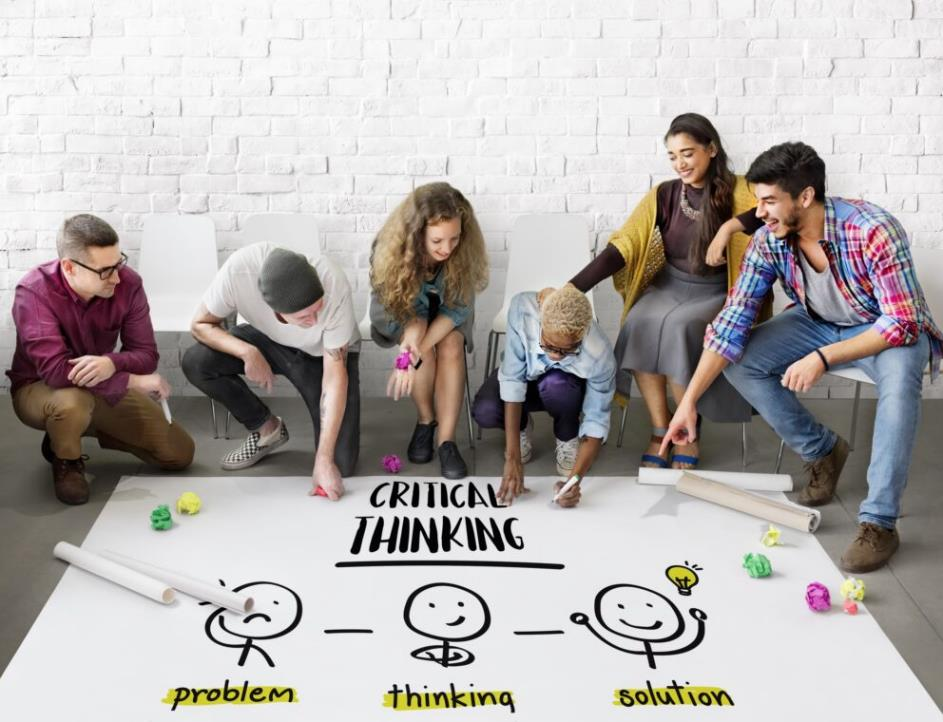 CRITICAL
THINKING
problem
thinking
solution